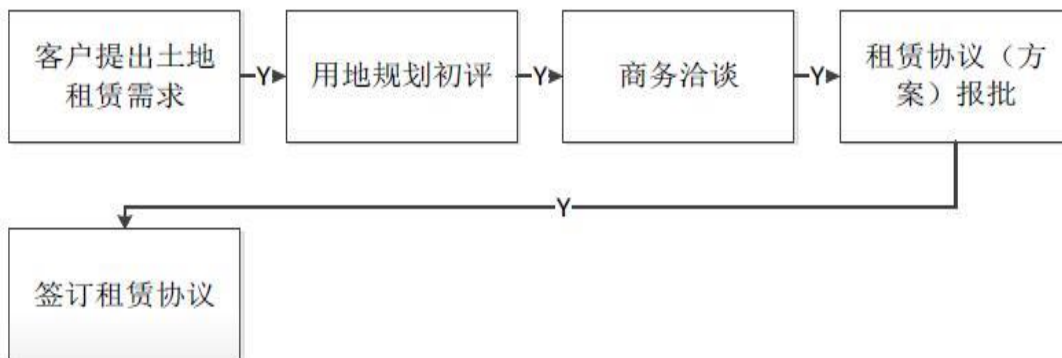 客户提出土地
租赁需求
Y
用地规划初评
Y
商务洽谈
Y
租赁协议（方
案）报批
Y
签订租赁协议